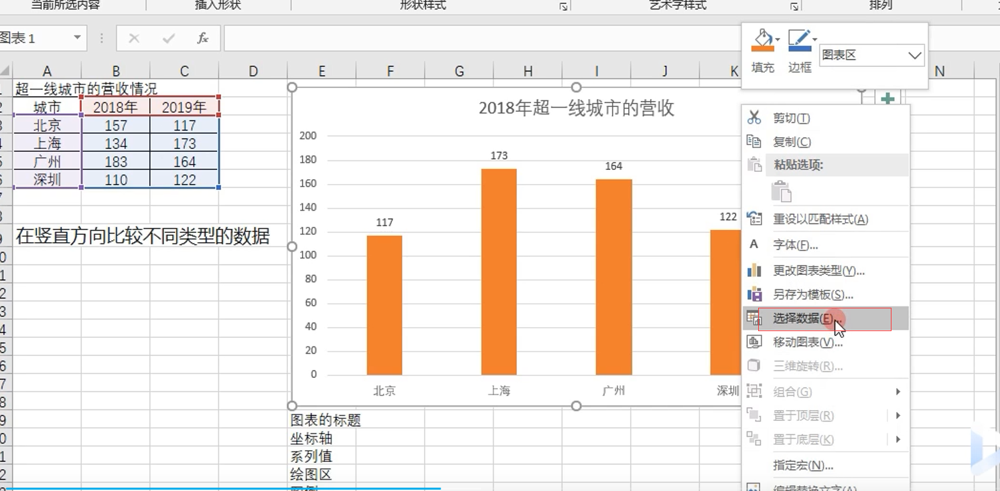 当前所选内容 插入形状 形状样式 艺术字样式 排列
图表 1 fx
填充 边框 图表区
A B C D E F G H I J K N
超一线城市的营收情况
城市 2018年 2019年
北京 157 117
上海 134 173
广州 183 164
深圳 110 122
在竖直方向比较不同类型的数据
2018年超一线城市的营收
200
180
160
140
120
100
80
60
40
20
0
117 173 164 122
北京 上海 广州 深圳
图表的标题
坐标轴
系列值
绘图区
图例
剪切(T)
复制(C)
粘贴选项:
重设以匹配样式(A)
A 字体(F)...
更改图表类型(Y)...
另存为模板(S)...
选择数据(E)...
移动图表(V)...
三维旋转(R)...
组合(G)
置于顶层(R)
置于底层(K)
指定宏(N)...
编辑替换文字(A)...